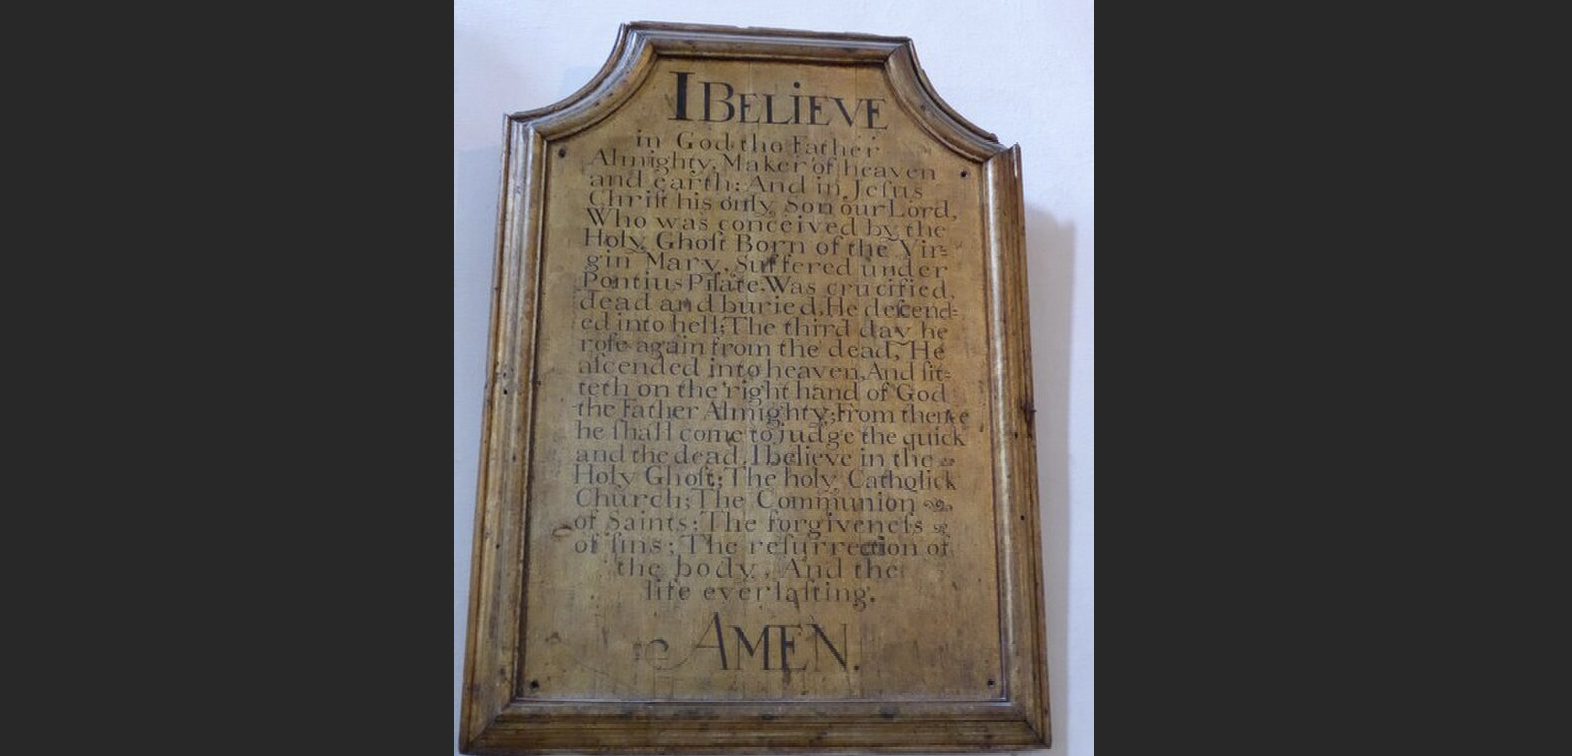 I BELiEVE
in God the Father
Almighty, Maker of heaven
and earth: And in Jeſus
Chriſt his only Son our Lord,
Who was conceived by the
Holy Ghoſt Born of the Vir=
gin Mary, Suffered under
Pontius Pilate. Was crucified,
dead and buried, He deſcend=
ed into hell; The third day he
roſe again from the dead, He
aſcended into heaven, And ſit=
teth on the right hand of God
the Father Almighty; From thence
he ſhall come to judge the quick
and the dead. I believe in the
Holy Ghoſt; The holy Catholick
Church; The Communion
of Saints; The forgiveneſs
of ſins; The reſurrection of
the body, And the
life everlaſting.
AMEN.